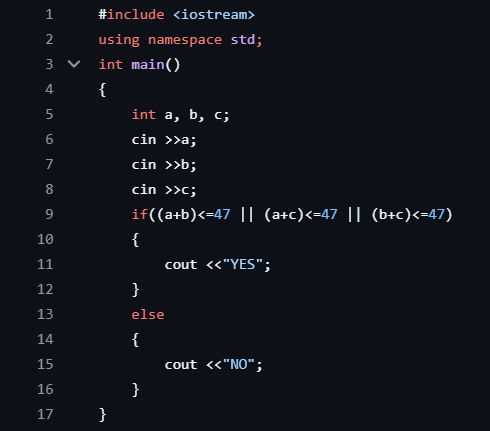 1 #include <iostream>
2 using namespace std;
3 int main()
4 {
5     int a, b, c;
6     cin >>a;
7     cin >>b;
8     cin >>c;
9     if((a+b)<=47 || (a+c)<=47 || (b+c)<=47)
10     {
11         cout <<"YES";
12     }
13     else
14     {
15         cout <<"NO";
16     }
17 }